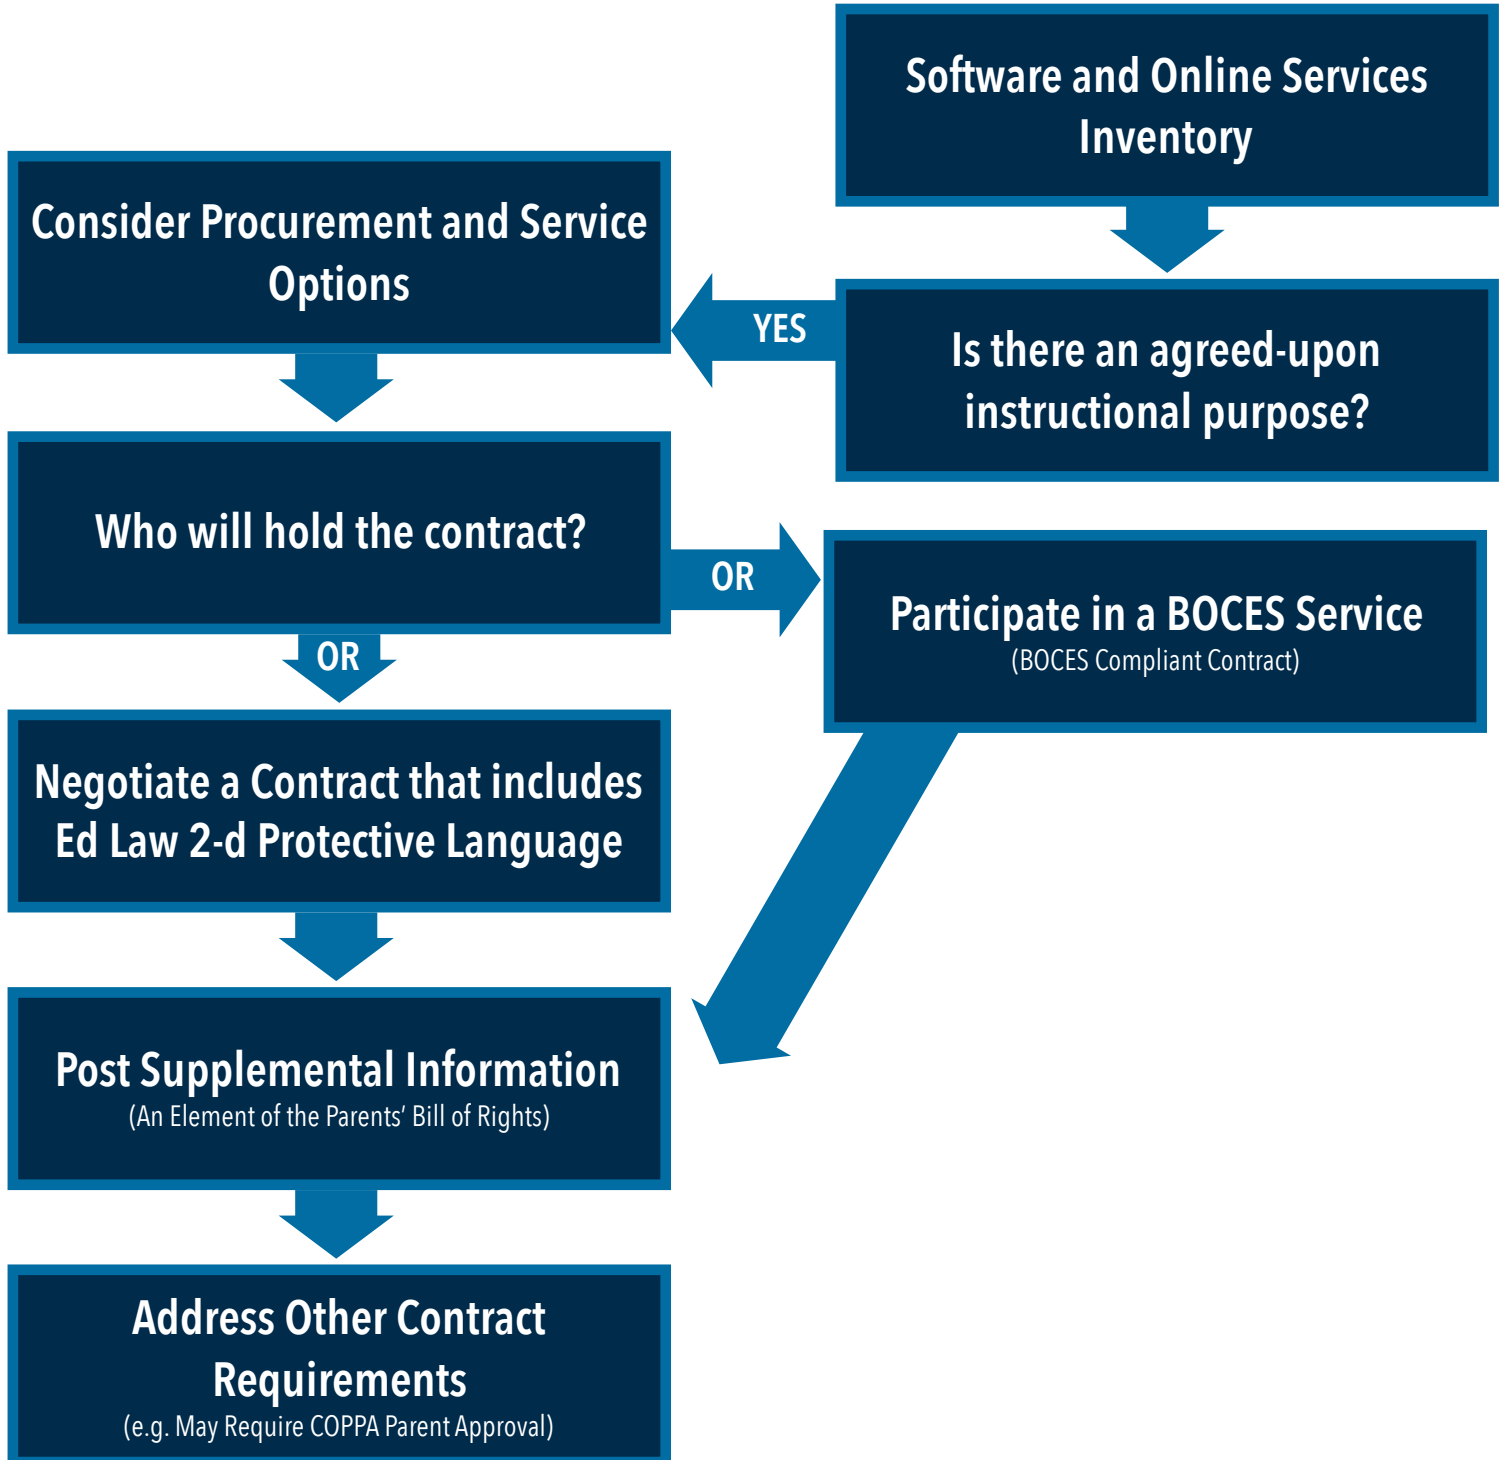 Software and Online Services
Inventory
Is there an agreed-upon
instructional purpose?
YES
Consider Procurement and Service
Options
Who will hold the contract?
OR
Participate in a BOCES Service
(BOCES Compliant Contract)
OR
Negotiate a Contract that includes
Ed Law 2-d Protective Language
Post Supplemental Information
(An Element of the Parents’ Bill of Rights)
Address Other Contract
Requirements
(e.g. May Require COPPA Parent Approval)